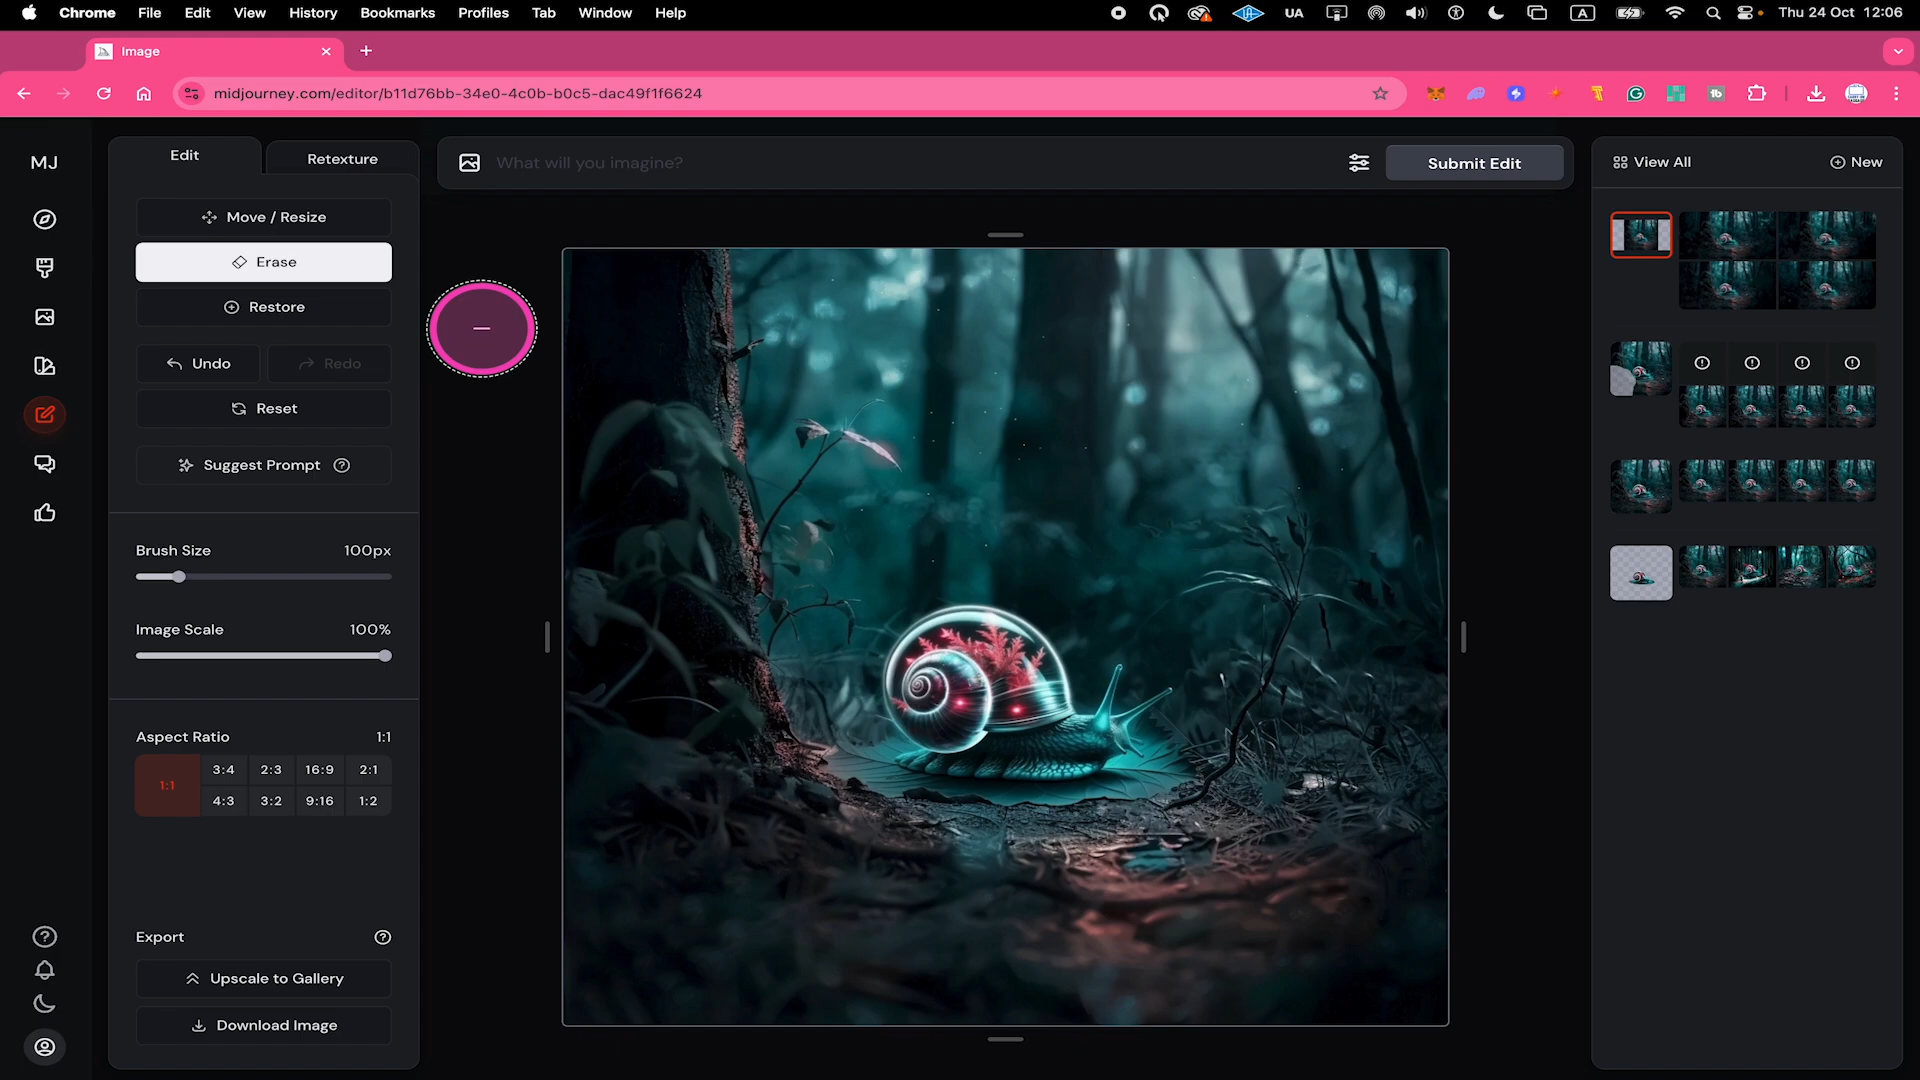 Chrome File Edit View History Bookmarks Profiles Tab Window Help UA A Thu 24 Oct 12:06
Image
midjourney.com/editor/b11d76bb-34e0-4c0b-b0c5-dac49f1f6624 tb
MJ
Edit Retexture
What will you imagine? Submit Edit
View All New
Move / Resize
Erase
Restore
Undo Redo
Reset
Suggest Prompt
Brush Size 100px
Image Scale 100%
Aspect Ratio 1:1
1:1 3:4 2:3 16:9 2:1
4:3 3:2 9:16 1:2
Export
Upscale to Gallery
Download Image